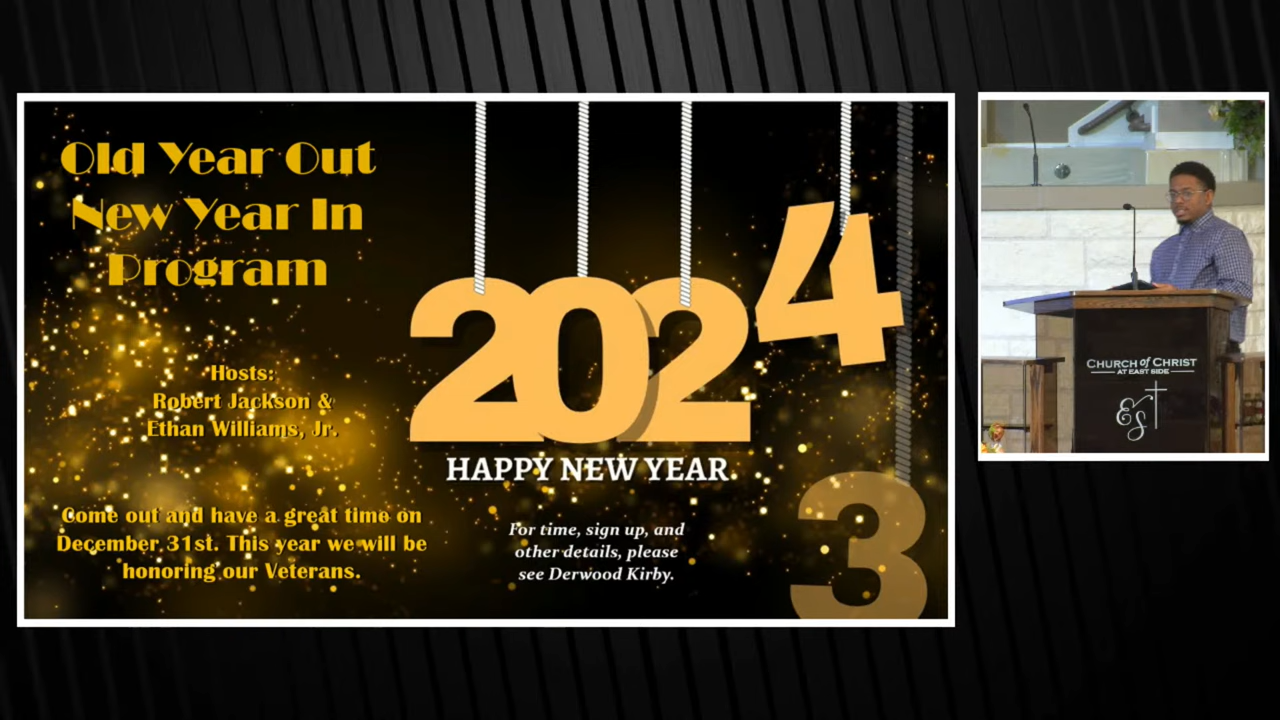 Old Year Out
New Year In
Program
Hosts:
Robert Jackson &
Ethan Williams, Jr.
Come out and have a great time on
December 31st. This year we will be
honoring our Veterans.
2024
3
HAPPY NEW YEAR
For time, sign up, and
other details, please
see Derwood Kirby.
CHURCH of CHRIST
AT EAST SIDE
ES